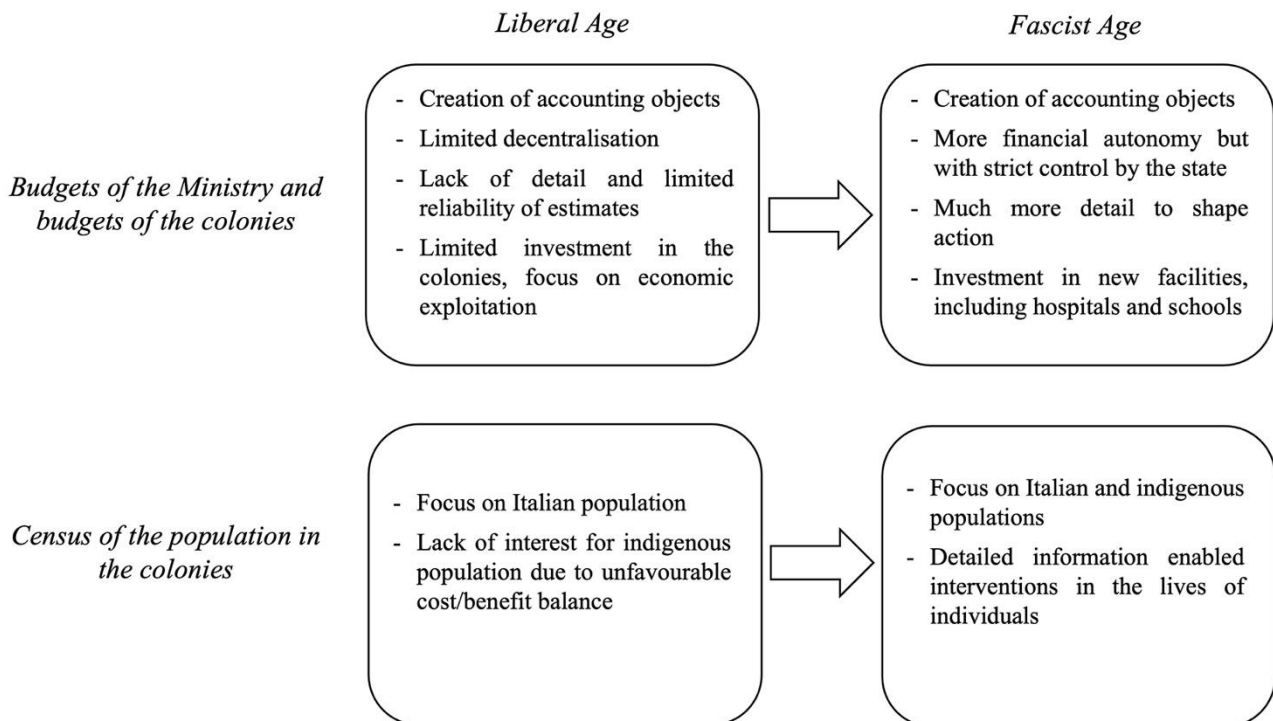 Liberal Age
Fascist Age
Budgets of the Ministry and
budgets of the colonies
- Creation of accounting objects
- Limited decentralisation
- Lack of detail and limited
reliability of estimates
- Limited investment in the
colonies, focus on economic
exploitation
- Creation of accounting objects
- More financial autonomy but
with strict control by the state
- Much more detail to shape
action
- Investment in new facilities,
including hospitals and schools
Census of the population in
the colonies
- Focus on Italian population
- Lack of interest for indigenous
population due to unfavourable
cost/benefit balance
- Focus on Italian and indigenous
populations
- Detailed information enabled
interventions in the lives of
individuals